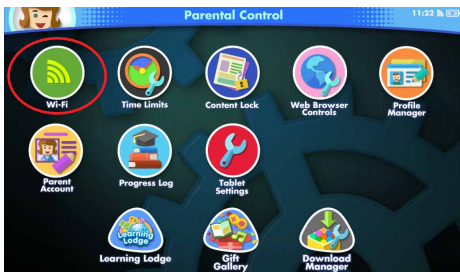 Parental Control
11:22
Wi-Fi
Time Limits
Content Lock
Web Browser
Controls
Profile
Manager
Parent
Account
Progress Log
Tablet
Settings
Learning
Lodge
Learning Lodge
Gift
Gallery
Download
Manager